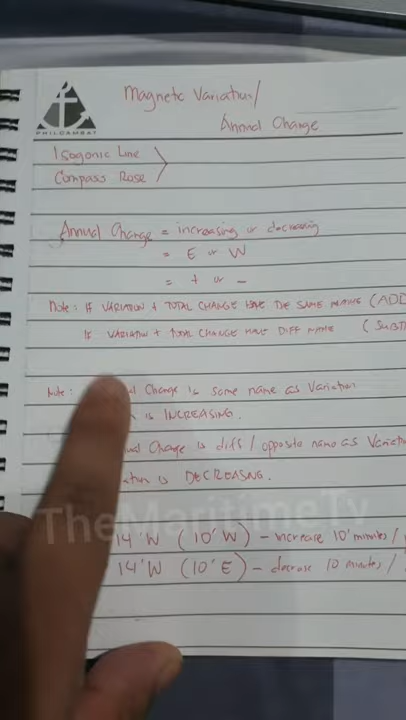 Magnetic Variation/
Annual Change
PHILCAMSAT
Isogonic Line
Compass Rose
Annual Change = increasing or decreasing
= E or W
= + or -
Note: IF VARIATION & TOTAL CHANGE HAVE THE SAME NAME (ADD
IF VARIATION & TOTAL CHANGE HAVE DIFF NAME (SUBT
Note: Change is same name as Variation
is INCREASING.
Change is diff/opposite name as Variati
is DECREASING.
TheMaritimeTv
14'W (10'W) - increase 10'minutes/
14'W (10'E) - decrease 10 minutes/